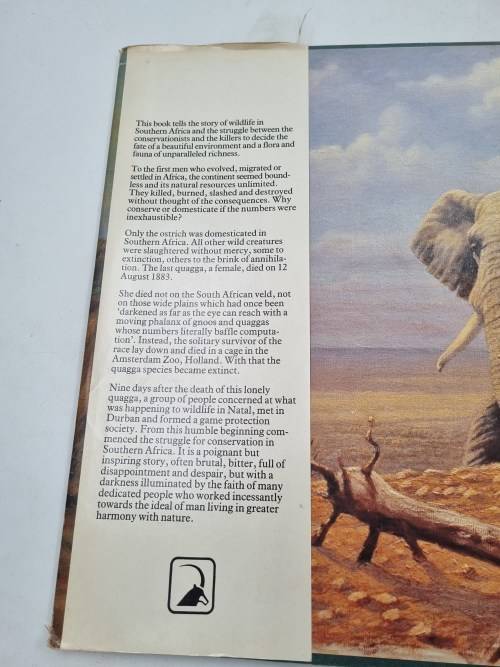 This book tells the story of wildlife in
Southern Africa and the struggle between the
conservationists and the killers to decide the
fate of a beautiful environment and a flora and
fauna of unparalleled richness.
To the first men who evolved, migrated or
settled in Africa, the continent seemed bound-
less and its natural resources unlimited.
They killed, burned, slashed and destroyed
without thought of the consequences. Why
conserve or domesticate if the numbers were
inexhaustible?
Only the ostrich was domesticated in
Southern Africa. All other wild creatures
were slaughtered without mercy, some to
extinction, others to the brink of annihila-
tion. The last quagga, a female, died on 12
August 1883.
She died not on the South African veld, not
on those wide plains which had once been
‘darkened as far as the eye can reach with a
moving phalanx of gnoos and quaggas
whose numbers literally baffle computa-
tion’. Instead, the solitary survivor of the
race lay down and died in a cage in the
Amsterdam Zoo, Holland. With that the
quagga species became extinct.
Nine days after the death of this lonely
quagga, a group of people concerned at what
was happening to wildlife in Natal, met in
Durban and formed a game protection
society. From this humble beginning com-
menced the struggle for conservation in
Southern Africa. It is a poignant but
inspiring story, often brutal, bitter, full of
disappointment and despair, but with a
darkness illuminated by the faith of many
dedicated people who worked incessantly
towards the ideal of man living in greater
harmony with nature.